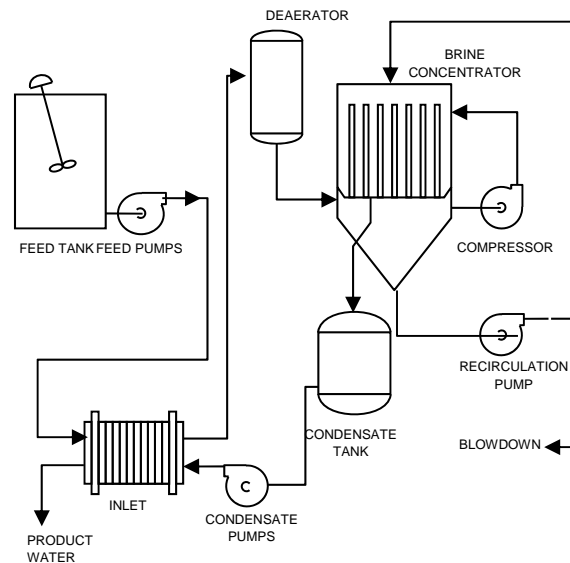 DEAERATOR
BRINE
CONCENTRATOR
FEED TANK FEED PUMPS
COMPRESSOR
RECIRCULATION
PUMP
CONDENSATE
TANK
BLOWDOWN
INLET
C
CONDENSATE
PUMPS
PRODUCT
WATER